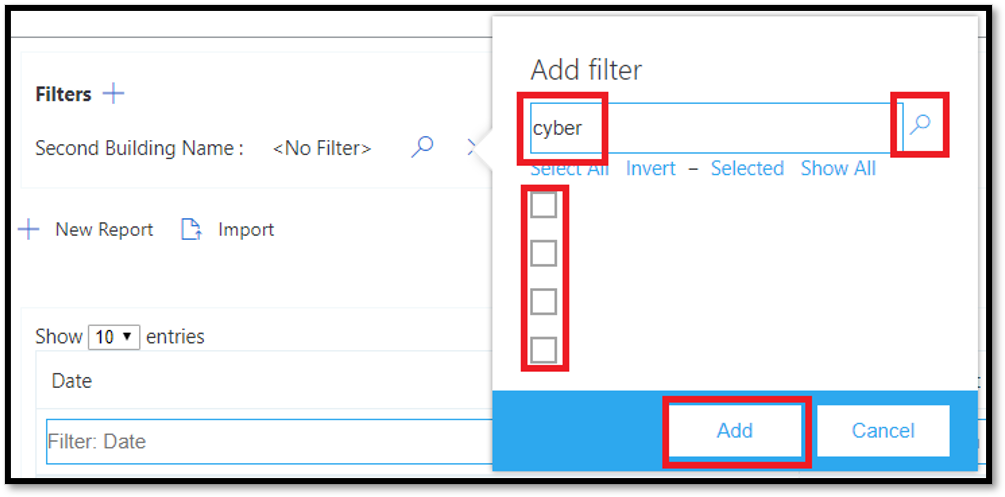 Add filter
Filters
cyber
Second Building Name : <No Filter>
Select All Invert – Selected Show All
New Report Import
Show 10 entries
Date
Filter: Date
Add Cancel